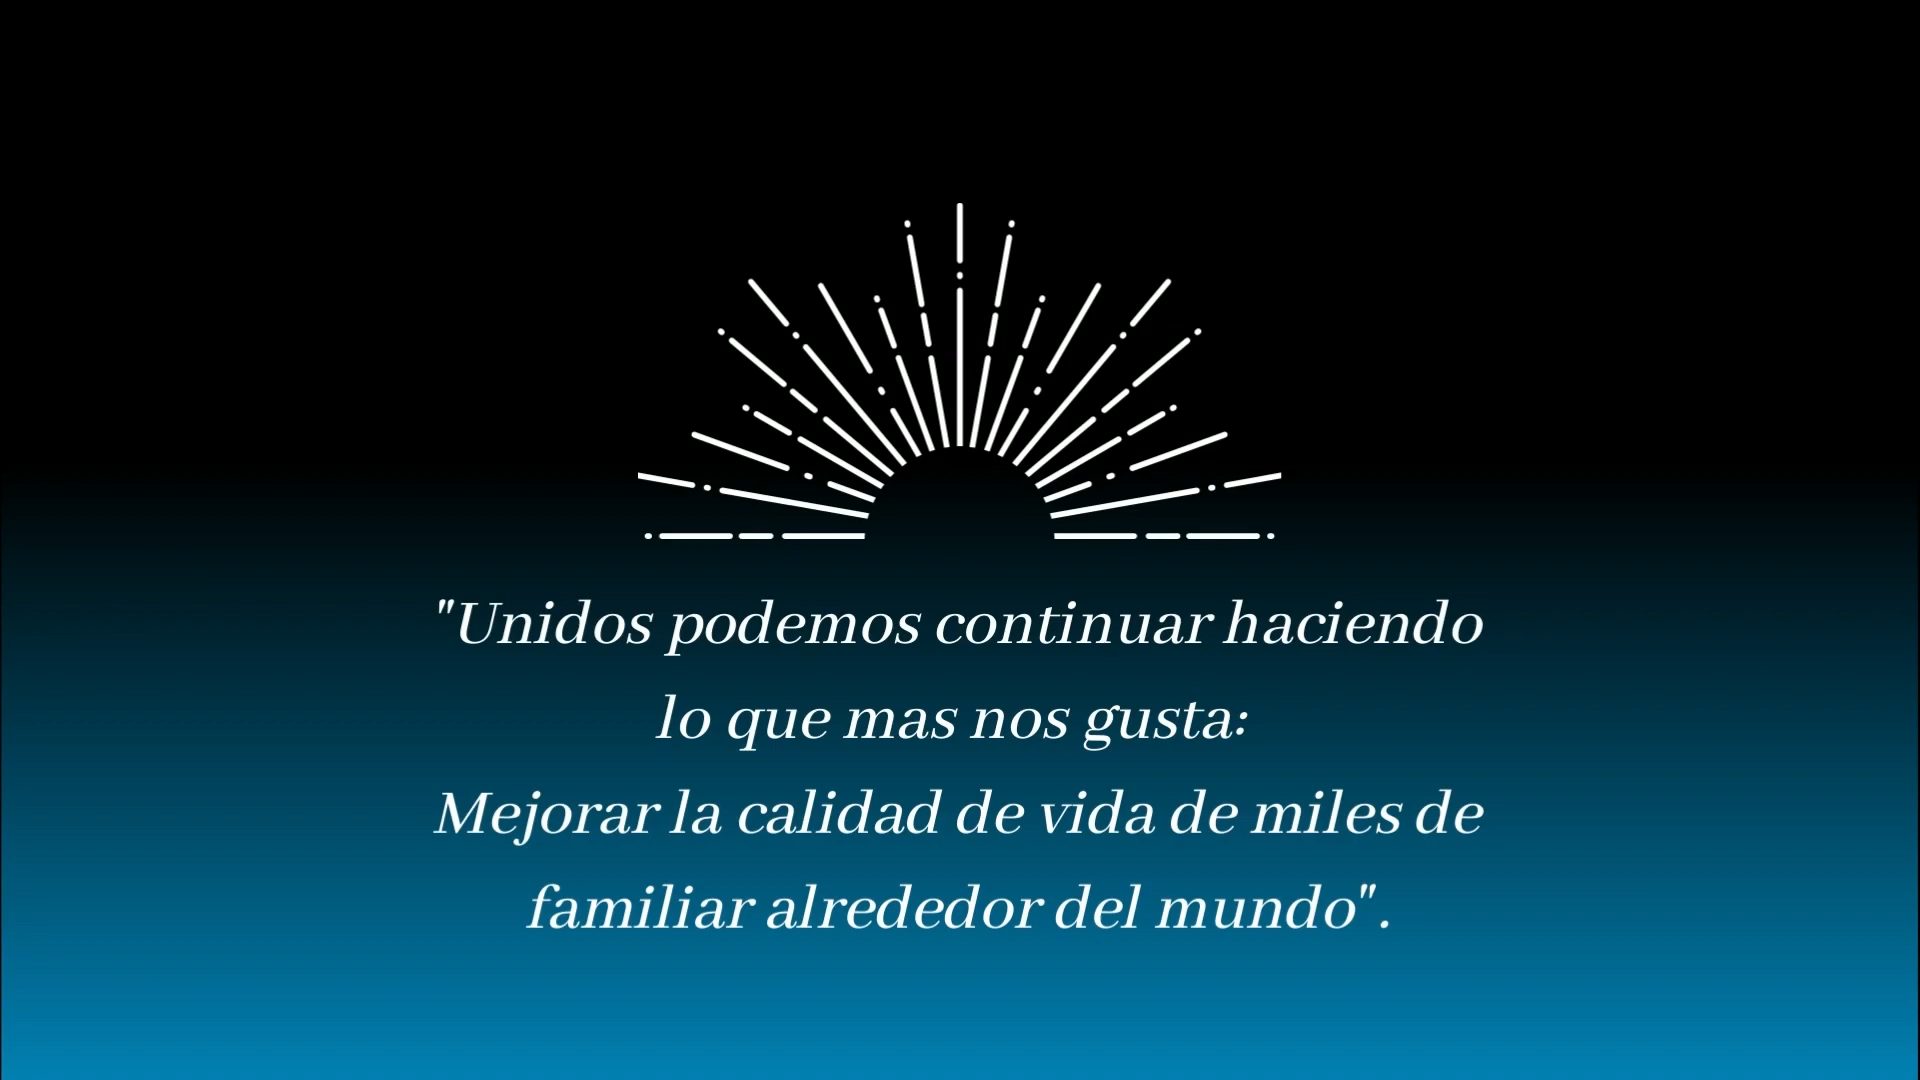 "Unidos podemos continuar haciendo
lo que mas nos gusta:
Mejorar la calidad de vida de miles de
familiar alrededor del mundo".